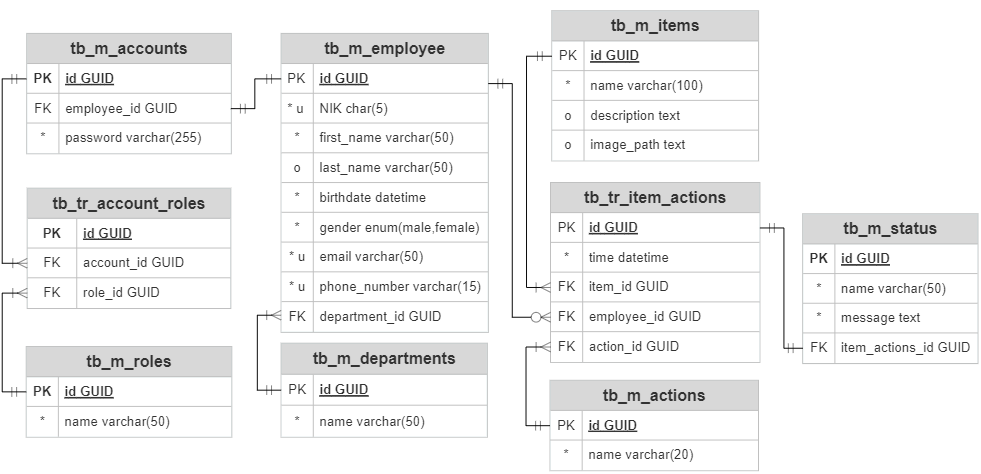 tb_m_accounts
PK id GUID
FK employee_id GUID
* password varchar(255)
tb_tr_account_roles
PK id GUID
FK account_id GUID
FK role_id GUID
tb_m_roles
PK id GUID
* name varchar(50)
tb_m_employee
PK id GUID
* u NIK char(5)
* first_name varchar(50)
o last_name varchar(50)
* birthdate datetime
* gender enum(male,female)
* u email varchar(50)
* u phone_number varchar(15)
FK department_id GUID
tb_m_departments
PK id GUID
* name varchar(50)
tb_m_items
PK id GUID
* name varchar(100)
o description text
o image_path text
tb_tr_item_actions
PK id GUID
* time datetime
FK item_id GUID
FK employee_id GUID
FK action_id GUID
tb_m_actions
PK id GUID
* name varchar(20)
tb_m_status
PK id GUID
* name varchar(50)
* message text
FK item_actions_id GUID